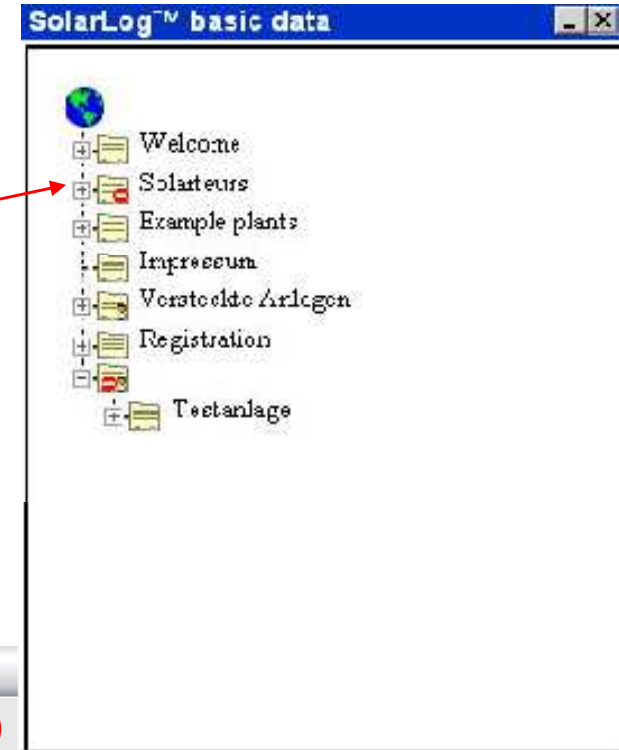 SolarLog™ basic data
Welcome
Solarteurs
Example plants
Impressum
Versteckte Anlagen
Registration
Testanlage